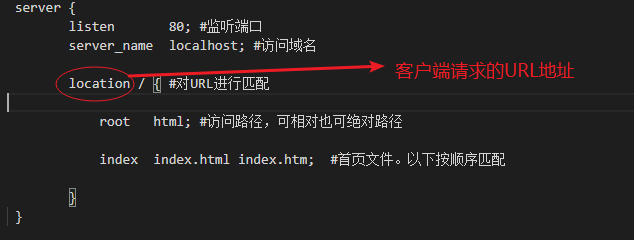 server {
listen 80; #监听端口
server_name localhost; #访问域名
客户端请求的URL地址
location / { #对URL进行匹配
root html; #访问路径，可相对也可绝对路径
index index.html index.htm; #首页文件。以下按顺序匹配
}
}